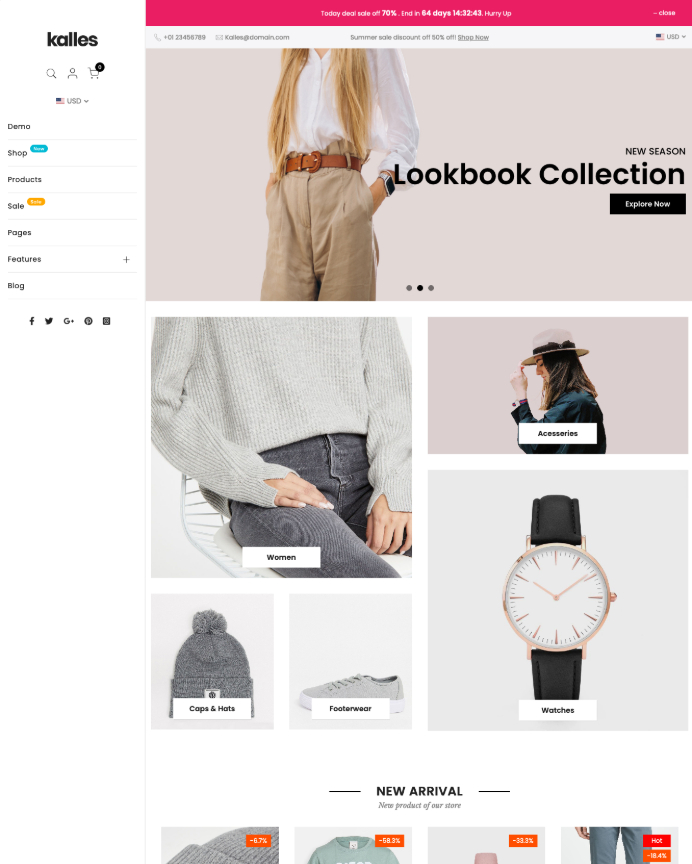 Today deal sale off 70% . End in 64 days 14:32:43. Hurry Up
close
kalles
0
USD
Demo
Shop New
Products
Sale Sale
Pages
Features
Blog
+01 23456789
Kalles@domain.com
Summer sale discount off 50% off! Shop Now
USD
NEW SEASON
Lookbook Collection
Explore Now
Women
Acesseries
Caps & Hats
Footerwear
Watches
NEW ARRIVAL
New product of our store
-6.7%
-58.3%
-33.3%
Hot
-18.4%